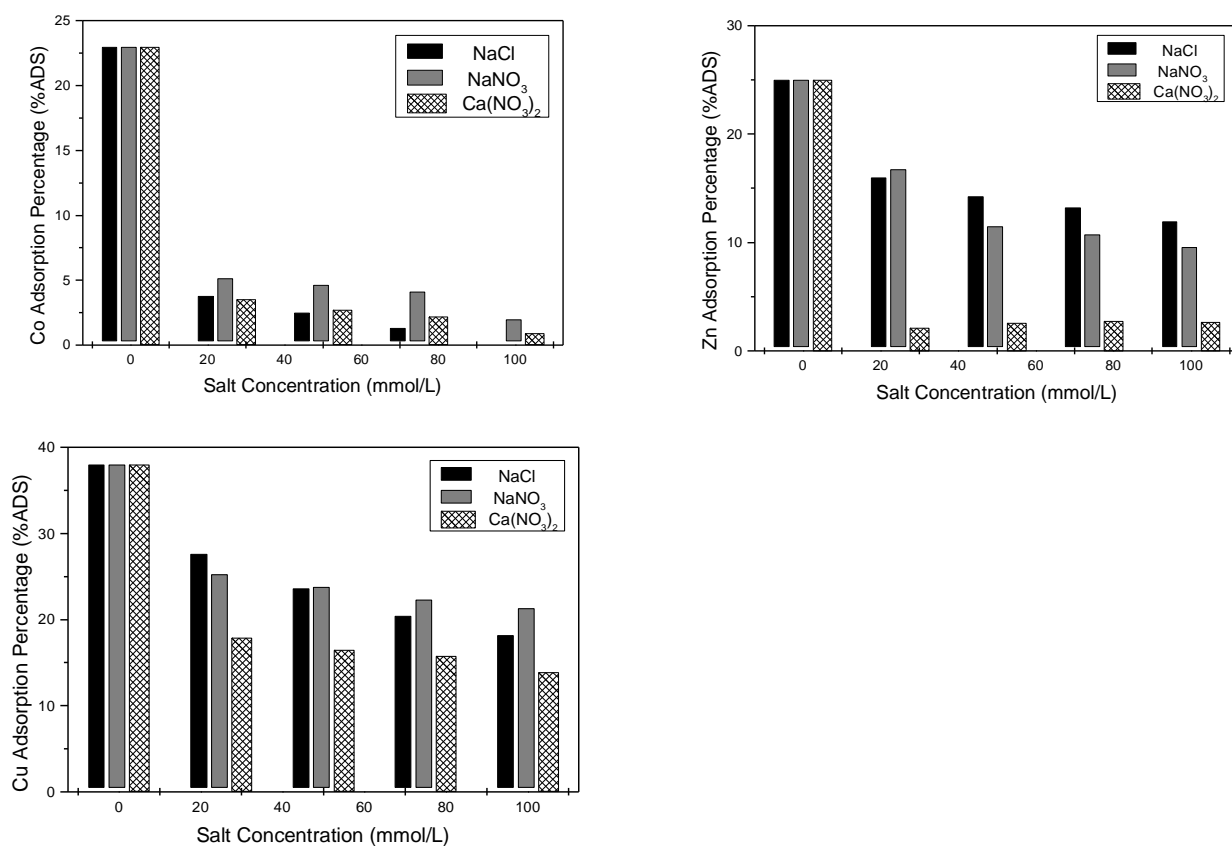 25
20
15
10
5
0
Co Adsorption Percentage (%ADS)
NaCl
NaNO₃
Ca(NO₃)₂
0 20 40 60 80 100
Salt Concentration (mmol/L)
30
20
10
0
Zn Adsorption Percentage (%ADS)
NaCl
NaNO₃
Ca(NO₃)₂
0 20 40 60 80 100
Salt Concentration (mmol/L)
40
30
20
10
0
Cu Adsorption Percentage (%ADS)
NaCl
NaNO₃
Ca(NO₃)₂
0 20 40 60 80 100
Salt Concentration (mmol/L)